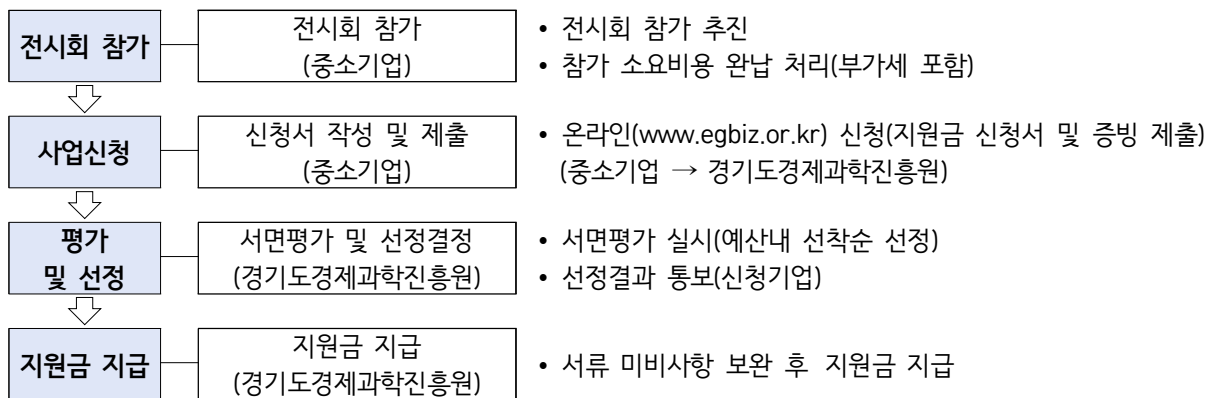 전시회 참가
전시회 참가
(중소기업)
• 전시회 참가 추진
• 참가 소요비용 완납 처리(부가세 포함)
사업신청
신청서 작성 및 제출
(중소기업)
• 온라인(www.egbiz.or.kr) 신청(지원금 신청서 및 증빙 제출)
(중소기업 → 경기도경제과학진흥원)
평가
및 선정
서면평가 및 선정결정
(경기도경제과학진흥원)
• 서면평가 실시(예산내 선착순 선정)
• 선정결과 통보(신청기업)
지원금 지급
지원금 지급
(경기도경제과학진흥원)
• 서류 미비사항 보완 후 지원금 지급